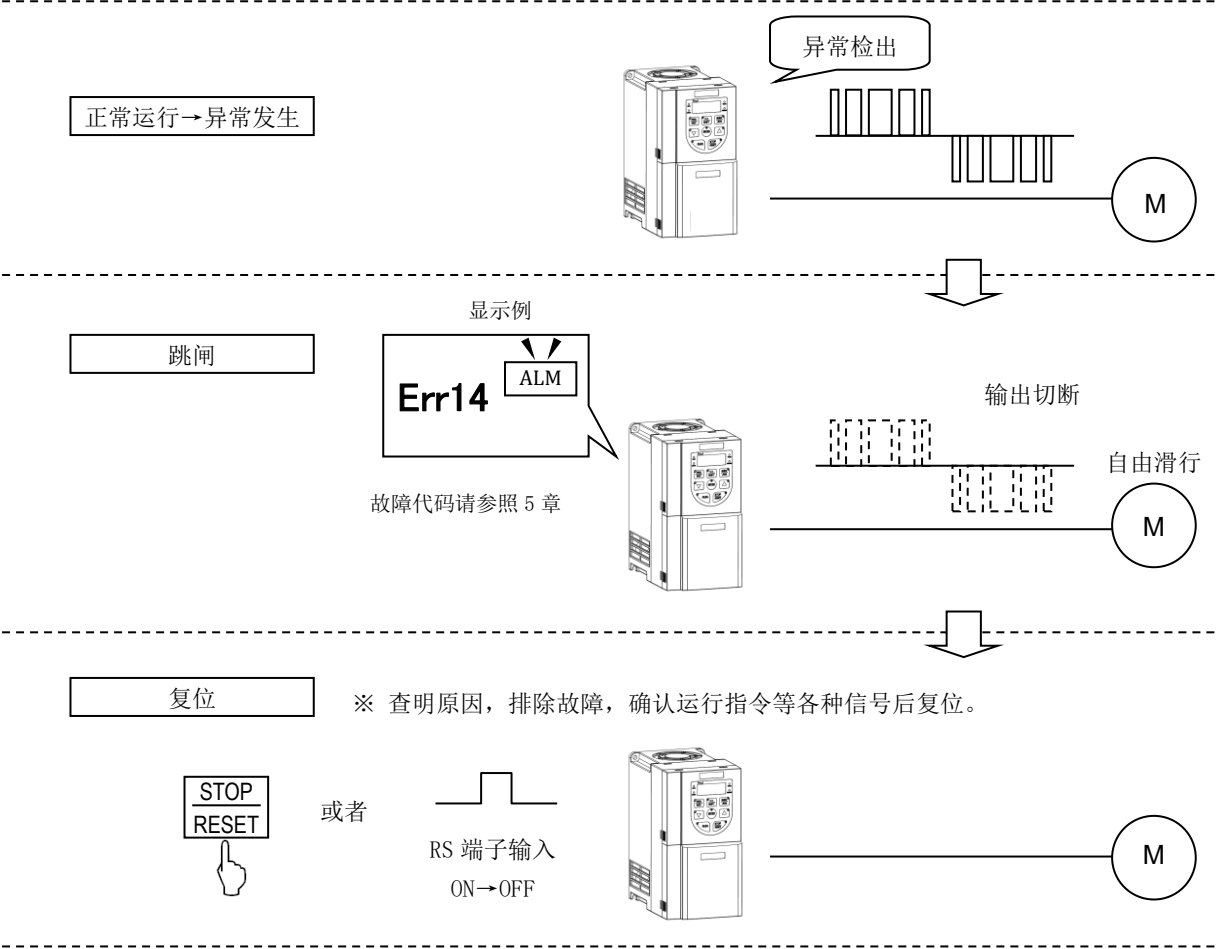 异常检出
正常运行→异常发生
M
显示例
跳闸
ALM
Err14
输出切断
自由滑行
故障代码请参照 5 章
M
复位
※ 查明原因，排除故障，确认运行指令等各种信号后复位。
STOP
RESET
或者
RS 端子输入
ON→OFF
M